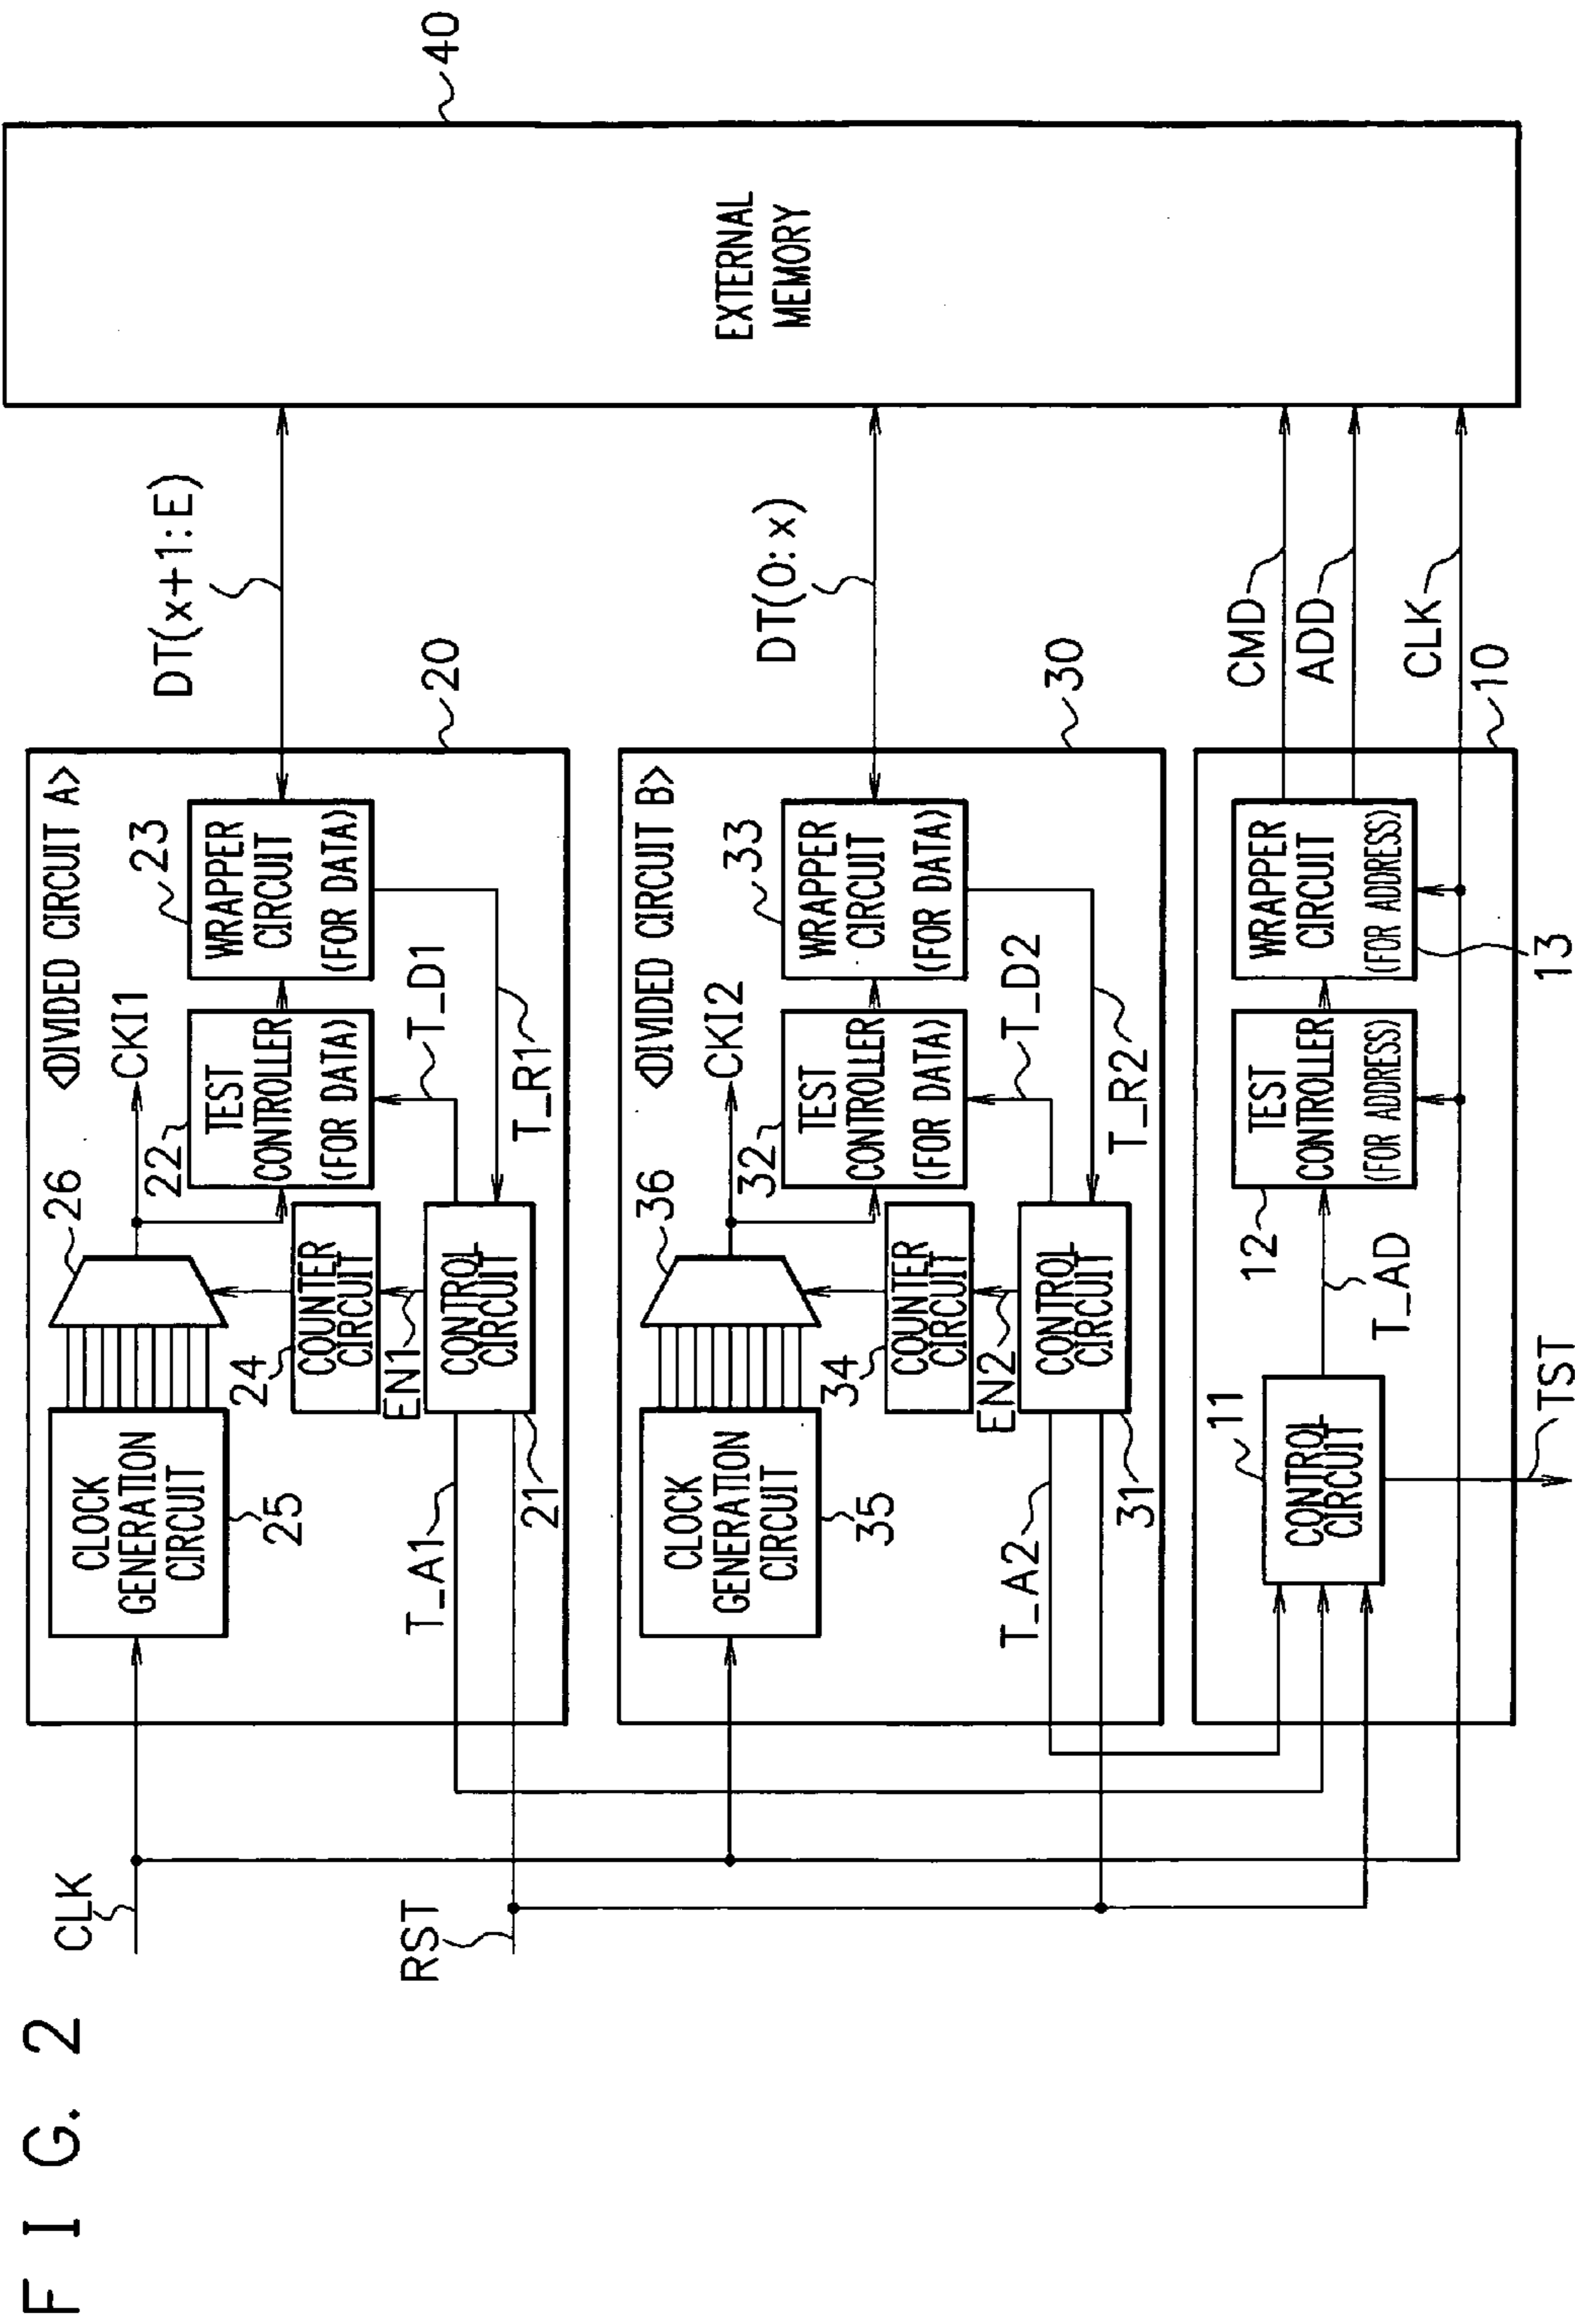 FIG. 2
CLK
RST
<DIVIDED CIRCUIT A>
CLOCK
GENERATION
CIRCUIT
25
26
CKI1
22
TEST
CONTROLLER
(FOR DATA)
23
WRAPPER
CIRCUIT
(FOR DATA)
24
COUNTER
CIRCUIT
EN1
CONTROL
CIRCUIT
21
T_A1
T_D1
T_R1
20
DT(x+1:E)
<DIVIDED CIRCUIT B>
CLOCK
GENERATION
CIRCUIT
35
36
CKI2
32
TEST
CONTROLLER
(FOR DATA)
33
WRAPPER
CIRCUIT
(FOR DATA)
34
COUNTER
CIRCUIT
EN2
CONTROL
CIRCUIT
31
T_A2
T_D2
T_R2
30
DT(0:x)
11
CONTROL
CIRCUIT
TST
T_AD
12
TEST
CONTROLLER
(FOR ADDRESS)
WRAPPER
CIRCUIT
(FOR ADDRESS)
13
10
CMD
ADD
CLK
EXTERNAL
MEMORY
40